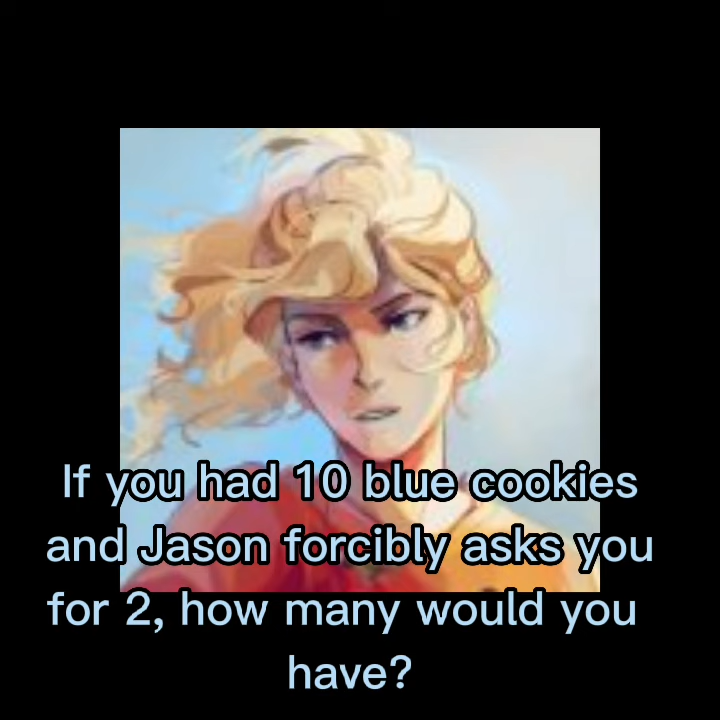 If you had 10 blue cookies
and Jason forcibly asks you
for 2, how many would you
have?